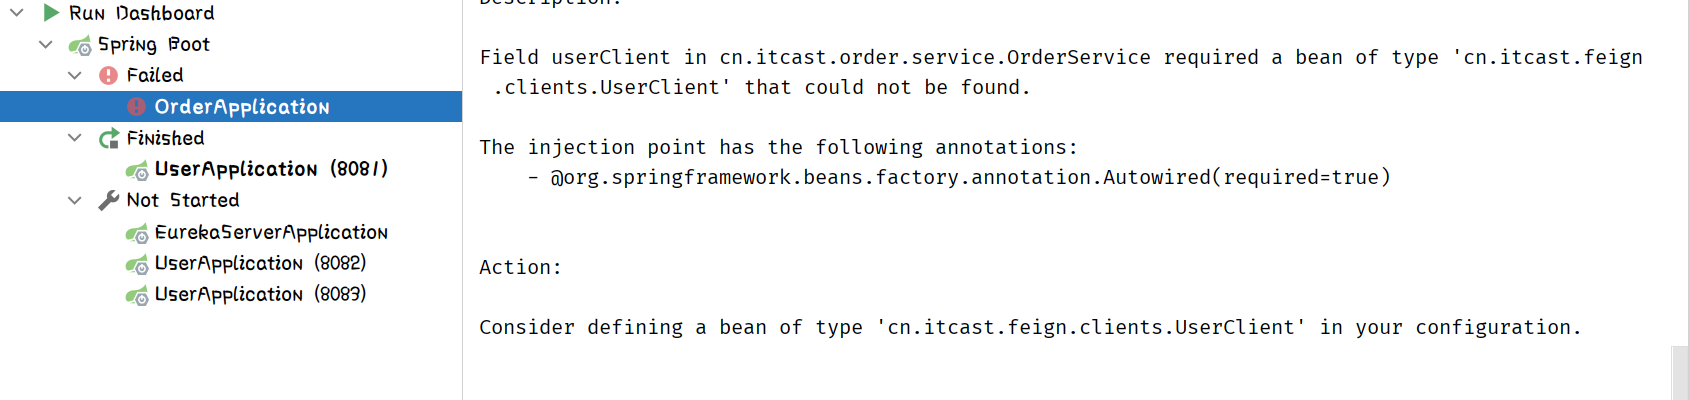 Run Dashboard
Spring Boot
Failed
OrderApplication
Finished
UserApplication (8081)
Not Started
EurekaServerApplication
UserApplication (8082)
UserApplication (8083)
Description:
Field userClient in cn.itcast.order.service.OrderService required a bean of type 'cn.itcast.feign
.clients.UserClient' that could not be found.
The injection point has the following annotations:
- @org.springframework.beans.factory.annotation.Autowired(required=true)
Action:
Consider defining a bean of type 'cn.itcast.feign.clients.UserClient' in your configuration.